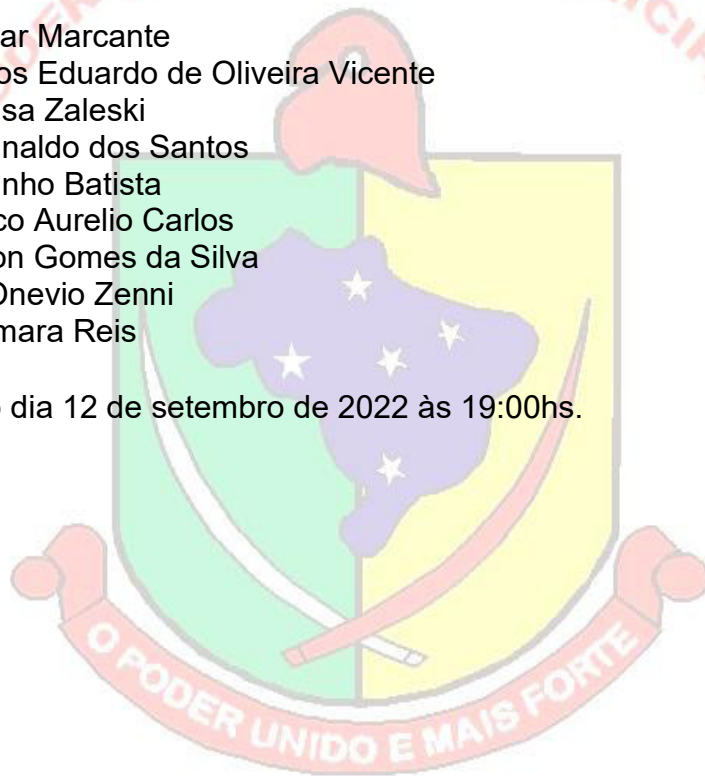 ar Marcante
os Eduardo de Oliveira Vicente
sa Zaleski
naldo dos Santos
nho Batista
co Aurelio Carlos
on Gomes da Silva
Onevio Zenni
mara Reis
dia 12 de setembro de 2022 às 19:00hs.
O PODER UNIDO E MAIS FORTE